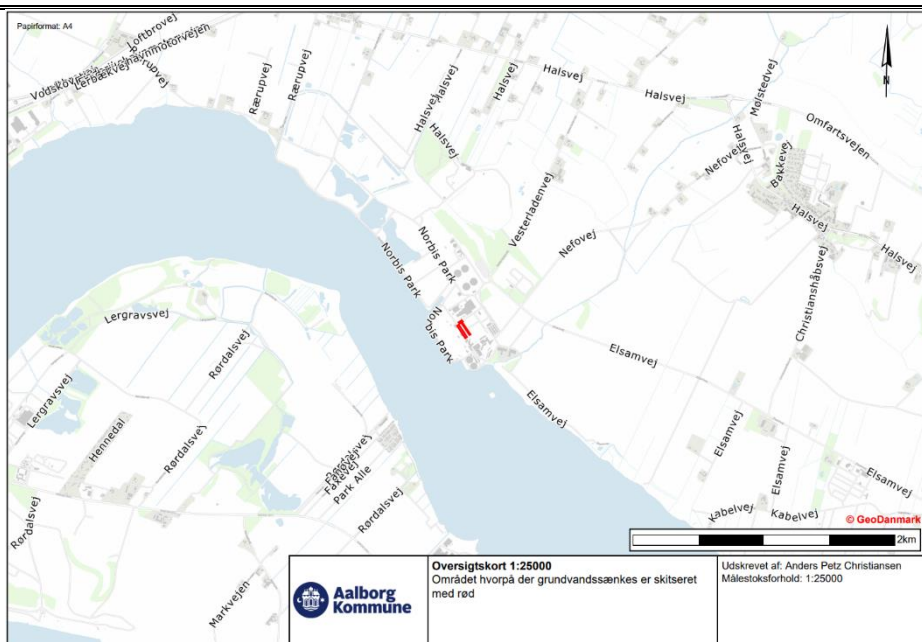 Papirformat: A4
Loftbrovej
Lerbækvej
Rærupvej
Rærupvej
Halsvej
Halsvej
Halsvej
Halsvej
Halsvej
Halsvej
Mølstedvej
Omfartsvejen
N
Halsvej
Nefovej
Bakkevej
Halsvej
Halsvej
Vesterladenvej
Nefovej
Christianshåbsvej
Norbis Park
Norbis Park
Nor
bis Park
Lergravsvej
Rørdalsvej
Lergravsvej
Hennedal
Rørdalsvej
Elsamvej
Elsamvej
Elsamvej
Elsamvej
Elsamvej
Kabelvej
Kabelvej
Faxevej
Park Alle
Rørdalsvej
Rørdalsvej
Markvejen
© GeoDanmark
2km
Aalborg
Kommune
Oversigtskort 1:25000
Området hvorpå der grundvandssænkes er skitseret
med rød
Udskrevet af: Anders Petz Christiansen
Målestoksforhold: 1:25000